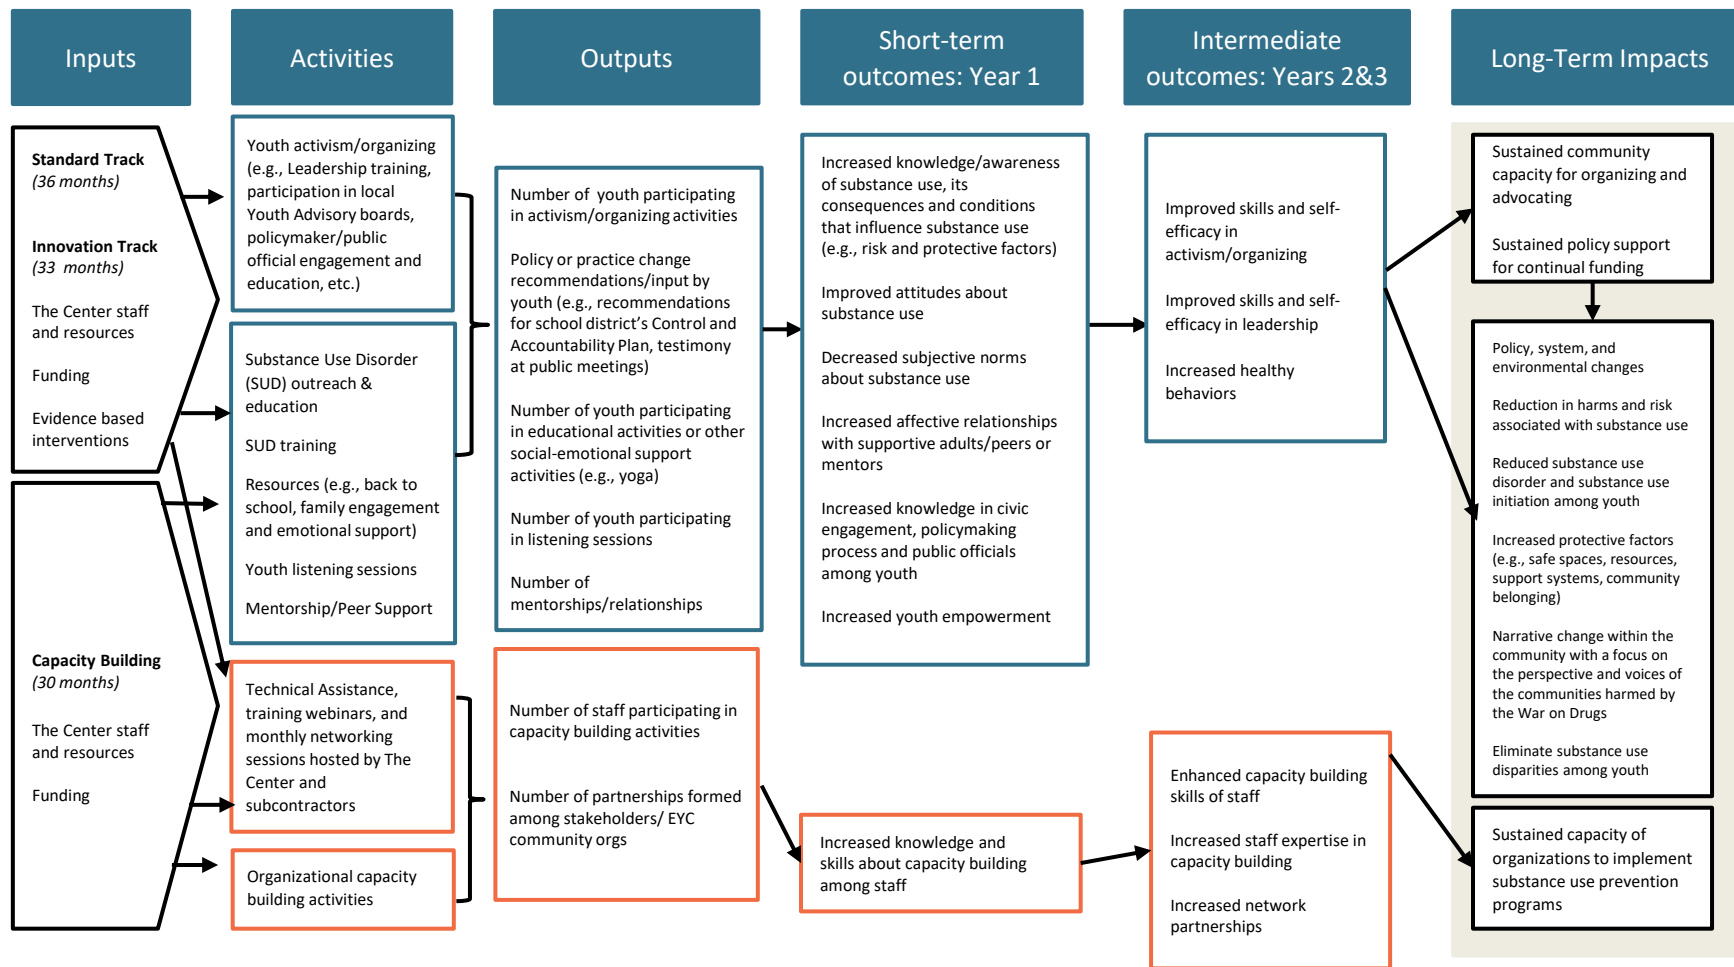 Inputs
Activities
Outputs
Short-term
outcomes: Year 1
Intermediate
outcomes: Years 2&3
Long-Term Impacts
Standard Track
(36 months)
Innovation Track
(33 months)
The Center staff
and resources
Funding
Evidence based
interventions
Capacity Building
(30 months)
The Center staff
and resources
Funding
Youth activism/organizing
(e.g., Leadership training,
participation in local
Youth Advisory boards,
policymaker/public
official engagement and
education, etc.)
Substance Use Disorder
(SUD) outreach &
education
SUD training
Resources (e.g., back to
school, family engagement
and emotional support)
Youth listening sessions
Mentorship/Peer Support
Technical Assistance,
training webinars, and
monthly networking
sessions hosted by The
Center and
subcontractors
Organizational capacity
building activities
Number of youth participating
in activism/organizing activities
Policy or practice change
recommendations/input by
youth (e.g., recommendations
for school district’s Control and
Accountability Plan, testimony
at public meetings)
Number of youth participating
in educational activities or other
social-emotional support
activities (e.g., yoga)
Number of youth participating
in listening sessions
Number of
mentorships/relationships
Number of staff participating in
capacity building activities
Number of partnerships formed
among stakeholders/ EYC
community orgs
Increased knowledge/awareness
of substance use, its
consequences and conditions
that influence substance use
(e.g., risk and protective factors)
Improved attitudes about
substance use
Decreased subjective norms
about substance use
Increased affective relationships
with supportive adults/peers or
mentors
Increased knowledge in civic
engagement, policymaking
process and public officials
among youth
Increased youth empowerment
Increased knowledge and
skills about capacity building
among staff
Improved skills and self-
efficacy in
activism/organizing
Improved skills and self-
efficacy in leadership
Increased healthy
behaviors
Enhanced capacity building
skills of staff
Increased staff expertise in
capacity building
Increased network
partnerships
Sustained community
capacity for organizing and
advocating
Sustained policy support
for continual funding
Policy, system, and
environmental changes
Reduction in harms and risk
associated with substance use
Reduced substance use
disorder and substance use
initiation among youth
Increased protective factors
(e.g., safe spaces, resources,
support systems, community
belonging)
Narrative change within the
community with a focus on
the perspective and voices of
the communities harmed by
the War on Drugs
Eliminate substance use
disparities among youth
Sustained capacity of
organizations to implement
substance use prevention
programs